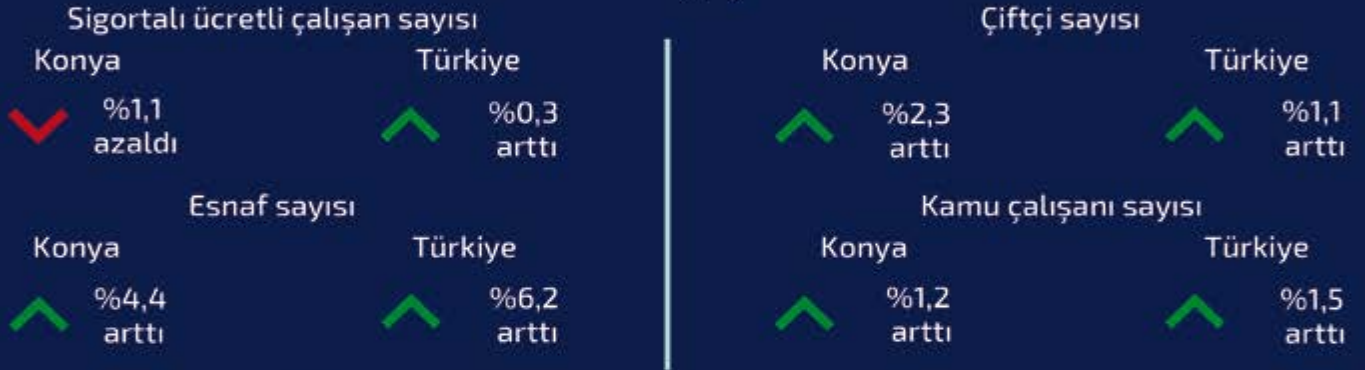 Sigortalı ücretli çalışan sayısı
Konya Türkiye
%1,1 %0,3
azaldı arttı
Esnaf sayısı
Konya Türkiye
%4,4 %6,2
arttı arttı
Çiftçi sayısı
Konya Türkiye
%2,3 %1,1
arttı arttı
Kamu çalışanı sayısı
Konya Türkiye
%1,2 %1,5
arttı arttı